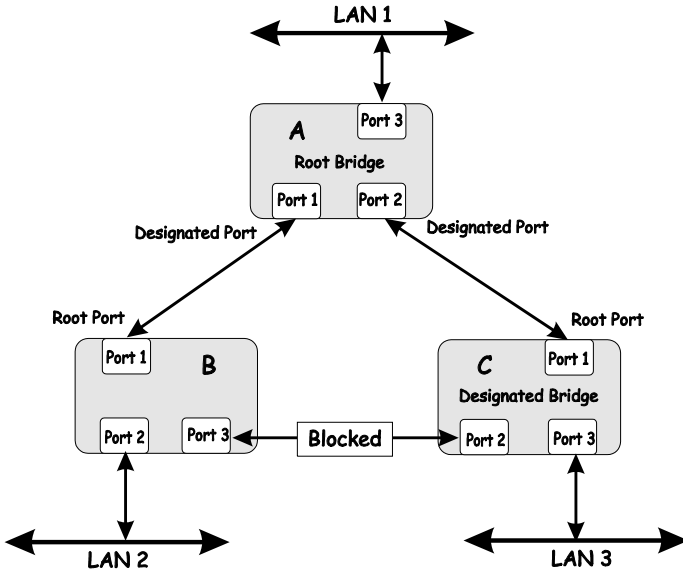 LAN 1
Port 3
A
Root Bridge
Port 1
Port 2
Designated Port
Designated Port
Root Port
Root Port
Port 1
B
Port 1
C
Designated Bridge
Port 2
Port 3
Blocked
Port 2
Port 3
LAN 2
LAN 3